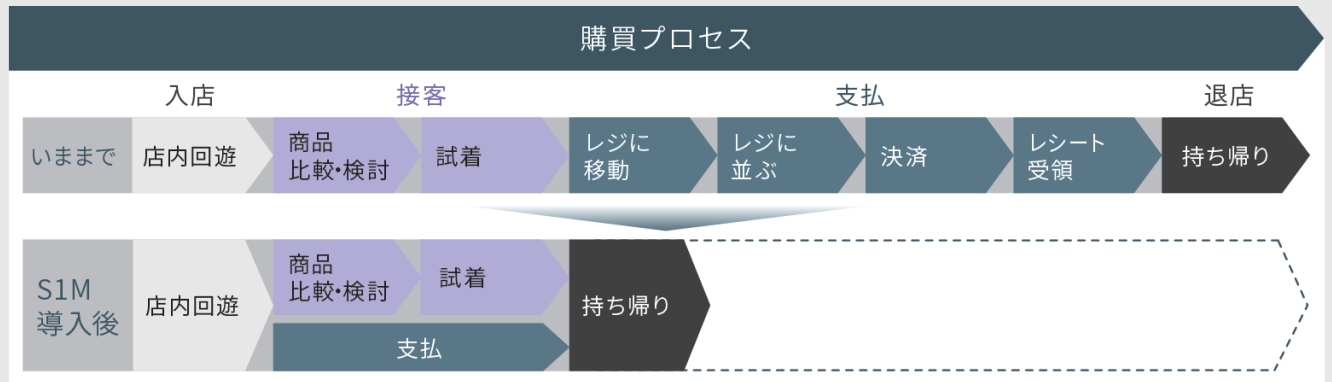 購買プロセス
入店
接客
支払
退店
いままで
店内回遊
商品
比較・検討
試着
レジに
移動
レジに
並ぶ
決済
レシート
受領
持ち帰り
S1M
導入後
店内回遊
商品
比較・検討
試着
支払
持ち帰り